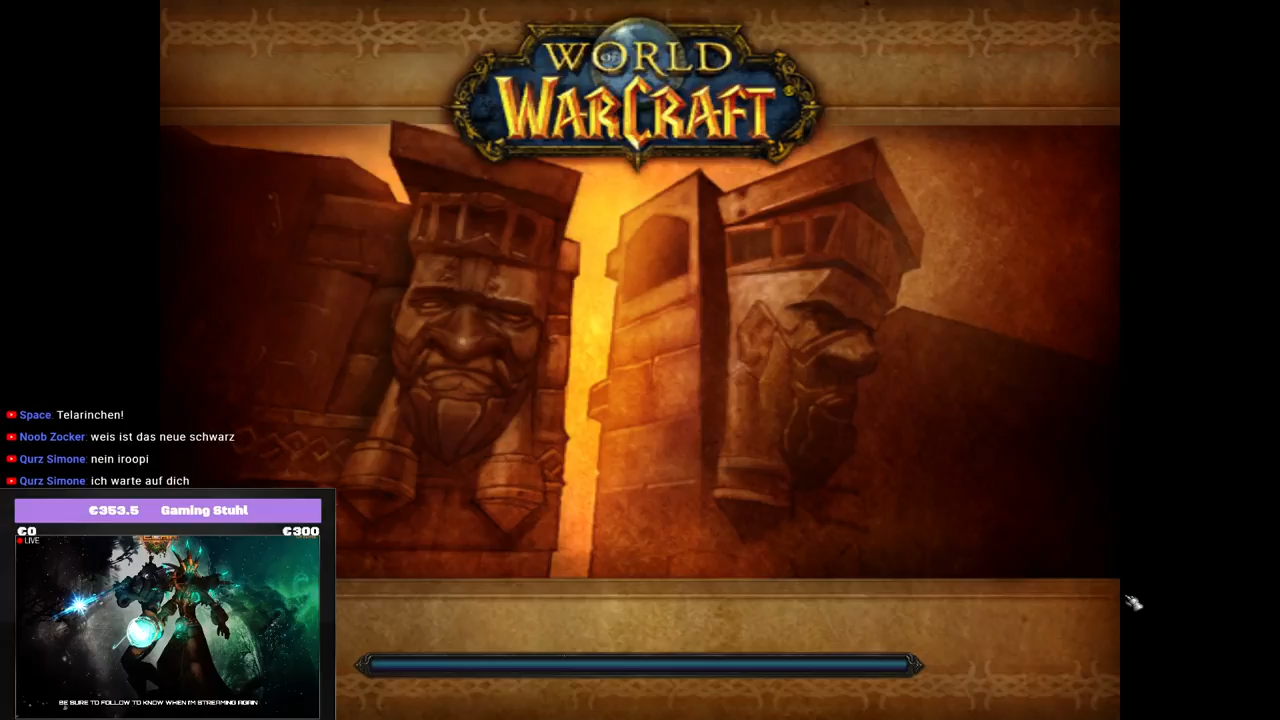 WORLD
OF
WARCRAFT
®
Space: Telarinchen!
Noob Zocker: weis ist das neue schwarz
Qurz Simone: nein iroopi
Qurz Simone: ich warte auf dich
€353.5 Gaming Stuhl
€0 €300
LIVE
BE SURE TO FOLLOW TO KNOW WHEN I'M STREAMING AGAIN